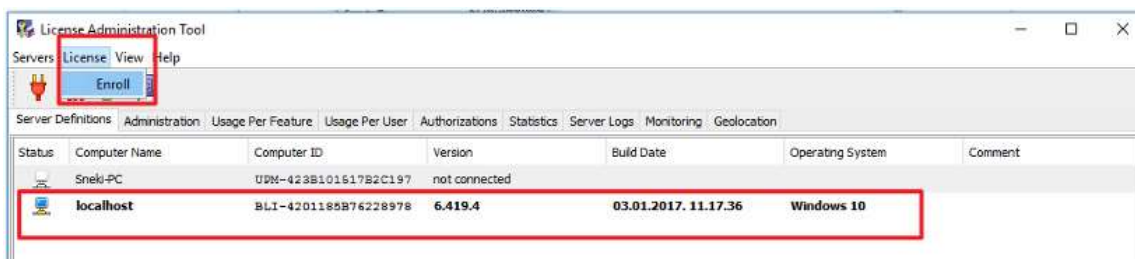 License Administration Tool
Servers License View Help
Enroll
Server Definitions Administration Usage Per Feature Usage Per User Authorizations Statistics Server Logs Monitoring Geolocation
Status Computer Name Computer ID Version Build Date Operating System Comment
Sneki-PC UDM-423B101617B2C197 not connected
localhost BLI-4201185B76228978 6.419.4 03.01.2017. 11.17.36 Windows 10